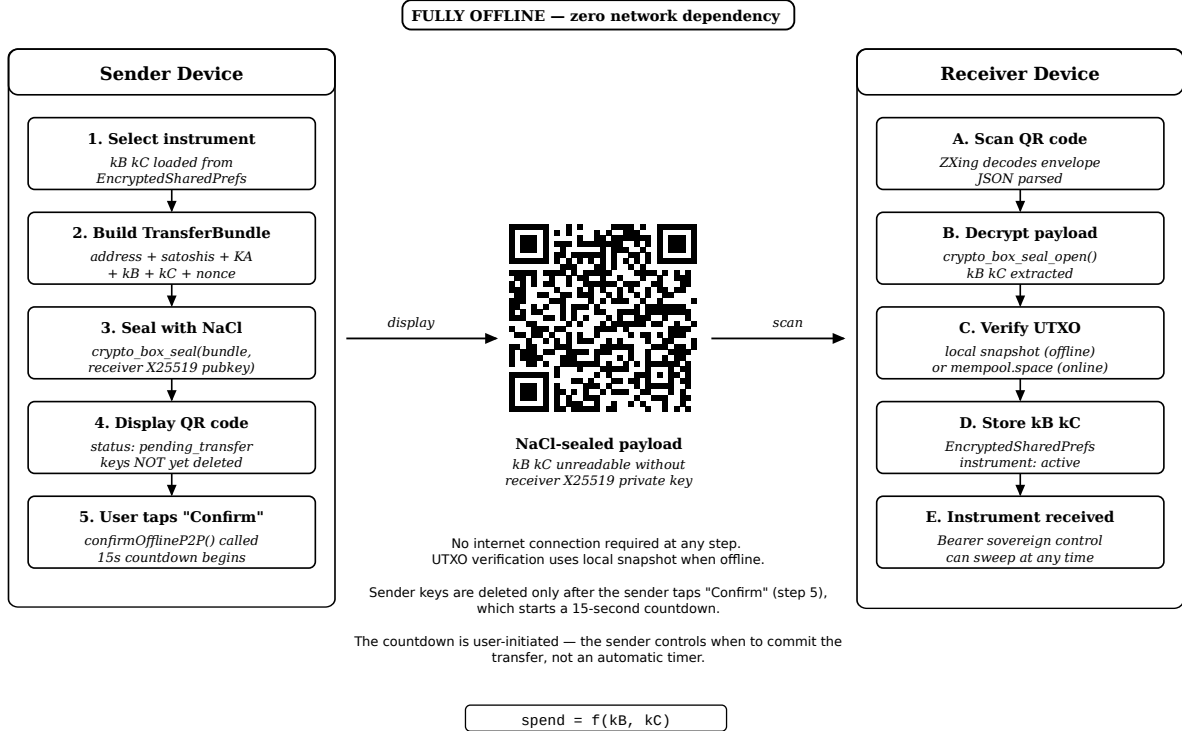 FULLY OFFLINE — zero network dependency
Sender Device
1. Select instrument
kB kC loaded from
EncryptedSharedPrefs
2. Build TransferBundle
address + satoshis + KA
+ kB + kC + nonce
3. Seal with NaCl
crypto_box_seal(bundle,
receiver X25519 pubkey)
4. Display QR code
status: pending_transfer
keys NOT yet deleted
5. User taps "Confirm"
confirmOfflineP2P() called
15s countdown begins
display
NaCl-sealed payload
kB kC unreadable without
receiver X25519 private key
scan
Receiver Device
A. Scan QR code
ZXing decodes envelope
JSON parsed
B. Decrypt payload
crypto_box_seal_open()
kB kC extracted
C. Verify UTXO
local snapshot (offline)
or mempool.space (online)
D. Store kB kC
EncryptedSharedPrefs
instrument: active
E. Instrument received
Bearer sovereign control
can sweep at any time
No internet connection required at any step.
UTXO verification uses local snapshot when offline.
Sender keys are deleted only after the sender taps "Confirm" (step 5),
which starts a 15-second countdown.
The countdown is user-initiated — the sender controls when to commit the
transfer, not an automatic timer.
spend = f(kB, kC)